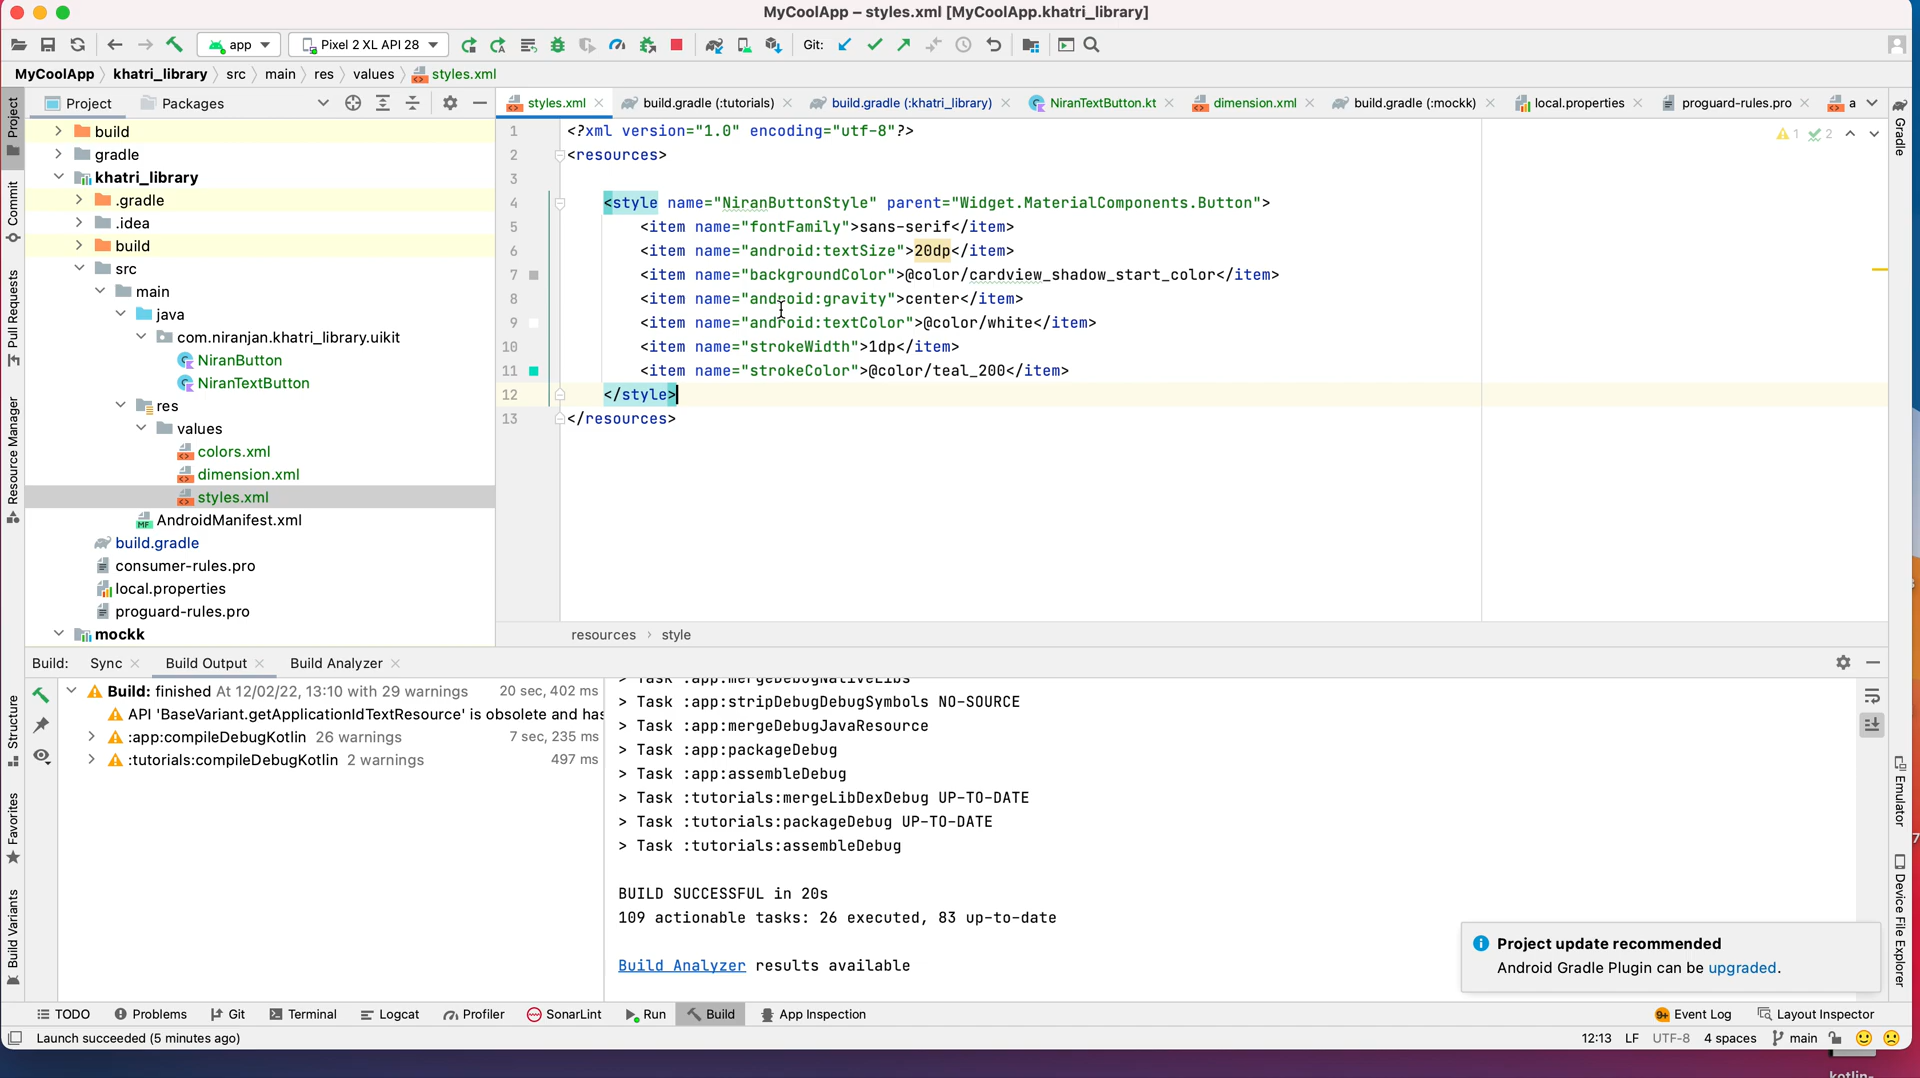 MyCoolApp – styles.xml [MyCoolApp.khatri_library]
app
Pixel 2 XL API 28
Git:
MyCoolApp khatri_library src main res values styles.xml
Project
Packages
styles.xml
build.gradle (:tutorials)
build.gradle (:khatri_library)
NiranTextButton.kt
dimension.xml
build.gradle (:mockk)
local.properties
proguard-rules.pro
a
Project
Commit
Pull Requests
Resource Manager
Structure
Favorites
Build Variants
build
gradle
khatri_library
.gradle
.idea
build
src
main
java
com.niranjan.khatri_library.uikit
NiranButton
NiranTextButton
res
values
colors.xml
dimension.xml
styles.xml
AndroidManifest.xml
build.gradle
consumer-rules.pro
local.properties
proguard-rules.pro
mockk
1 <?xml version="1.0" encoding="utf-8"?>
2 <resources>
3
4 <style name="NiranButtonStyle" parent="Widget.MaterialComponents.Button">
5 <item name="fontFamily">sans-serif</item>
6 <item name="android:textSize">20dp</item>
7 <item name="backgroundColor">@color/cardview_shadow_start_color</item>
8 <item name="android:gravity">center</item>
9 <item name="android:textColor">@color/white</item>
10 <item name="strokeWidth">1dp</item>
11 <item name="strokeColor">@color/teal_200</item>
12 </style>
13 </resources>
1 2
resources › style
Gradle
Emulator
Device File Explorer
Build: Sync Build Output Build Analyzer
Build: finished At 12/02/22, 13:10 with 29 warnings 20 sec, 402 ms
API 'BaseVariant.getApplicationIdTextResource' is obsolete and has
:app:compileDebugKotlin 26 warnings 7 sec, 235 ms
:tutorials:compileDebugKotlin 2 warnings 497 ms
> Task :app:mergeDebugNativeLibs
> Task :app:stripDebugDebugSymbols NO-SOURCE
> Task :app:mergeDebugJavaResource
> Task :app:packageDebug
> Task :app:assembleDebug
> Task :tutorials:mergeLibDexDebug UP-TO-DATE
> Task :tutorials:packageDebug UP-TO-DATE
> Task :tutorials:assembleDebug
BUILD SUCCESSFUL in 20s
109 actionable tasks: 26 executed, 83 up-to-date
Build Analyzer results available
Project update recommended
Android Gradle Plugin can be upgraded.
TODO Problems Git Terminal Logcat Profiler SonarLint Run Build App Inspection
9+ Event Log Layout Inspector
Launch succeeded (5 minutes ago)
12:13 LF UTF-8 4 spaces main
kotlin-